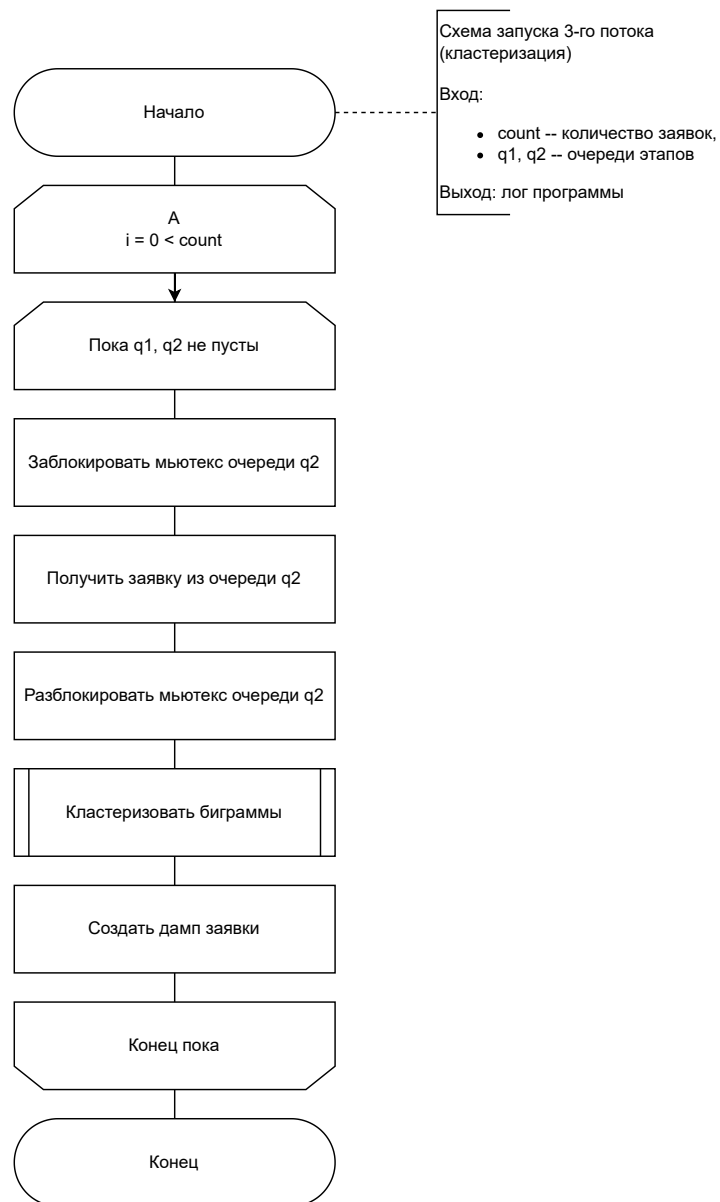 Схема запуска 3-го потока
(кластеризация)
Вход:
count -- количество заявок,
q1, q2 -- очереди этапов
Выход: лог программы
Начало
A
i = 0 < count
Пока q1, q2 не пусты
Заблокировать мьютекс очереди q2
Получить заявку из очереди q2
Разблокировать мьютекс очереди q2
Кластеризовать биграммы
Создать дамп заявки
Конец пока
Конец